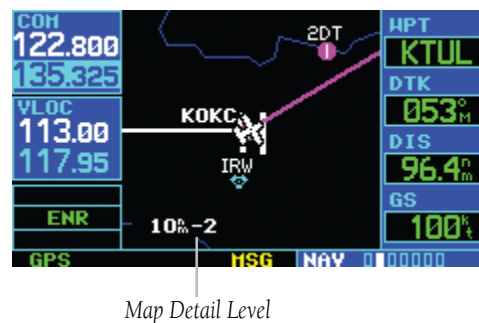 COM
122.800
135.325
VLOC
113.00
117.95
ENR
GPS
2DT
KOKC
IRW
10nm-2
MSG
NAV
WPT
KTUL
DTK
053°M
DIS
96.4nm
GS
100kt
Map Detail Level